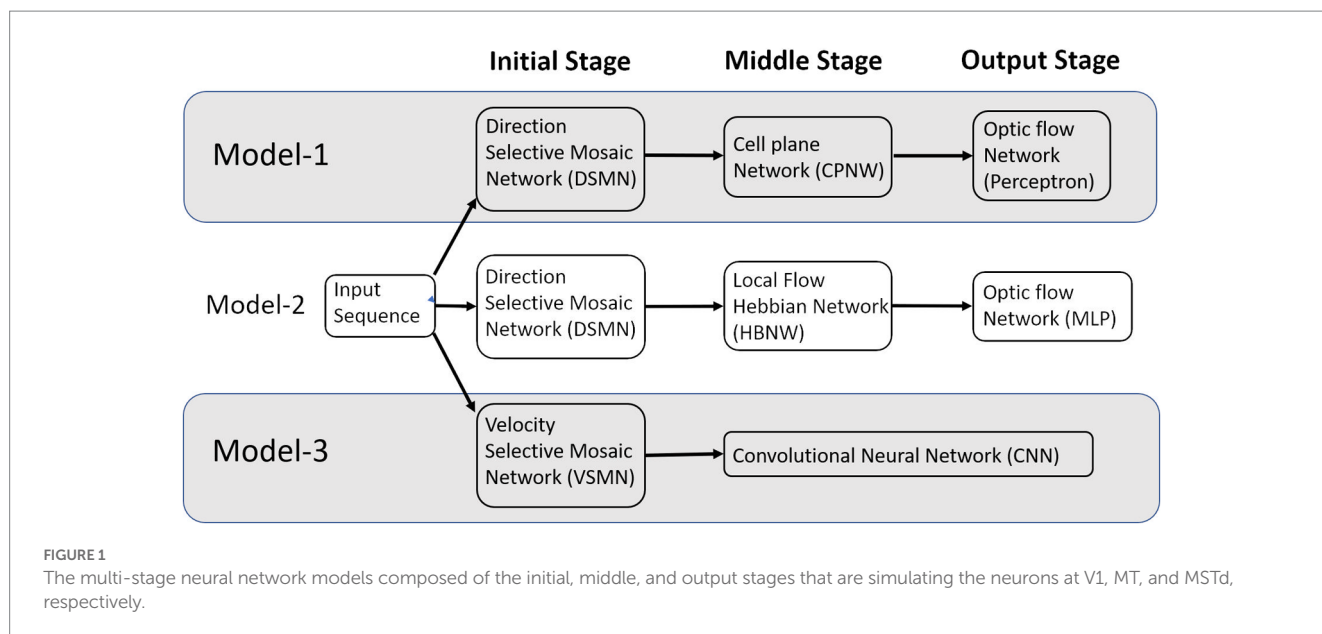 Initial Stage Middle Stage Output Stage
Model-1
Direction
Selective Mosaic
Network (DSMN)
Cell plane
Network (CPNW)
Optic flow
Network
(Perceptron)
Model-2
Input
Sequence
Direction
Selective Mosaic
Network (DSMN)
Local Flow
Hebbian Network
(HBNW)
Optic flow
Network (MLP)
Model-3
Velocity
Selective Mosaic
Network (VSMN)
Convolutional Neural Network (CNN)
FIGURE 1
The multi-stage neural network models composed of the initial, middle, and output stages that are simulating the neurons at V1, MT, and MSTd,
respectively.